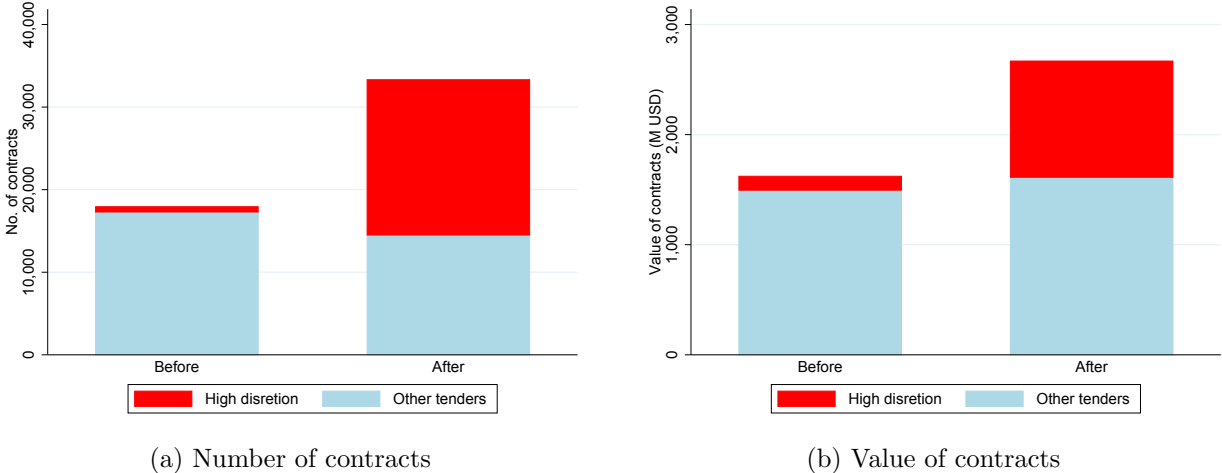 No. of contracts
40,000
30,000
20,000
10,000
0
Before
After
High disretion
Other tenders
(a) Number of contracts
Value of contracts (M USD)
3,000
2,000
1,000
0
Before
After
High disretion
Other tenders
(b) Value of contracts